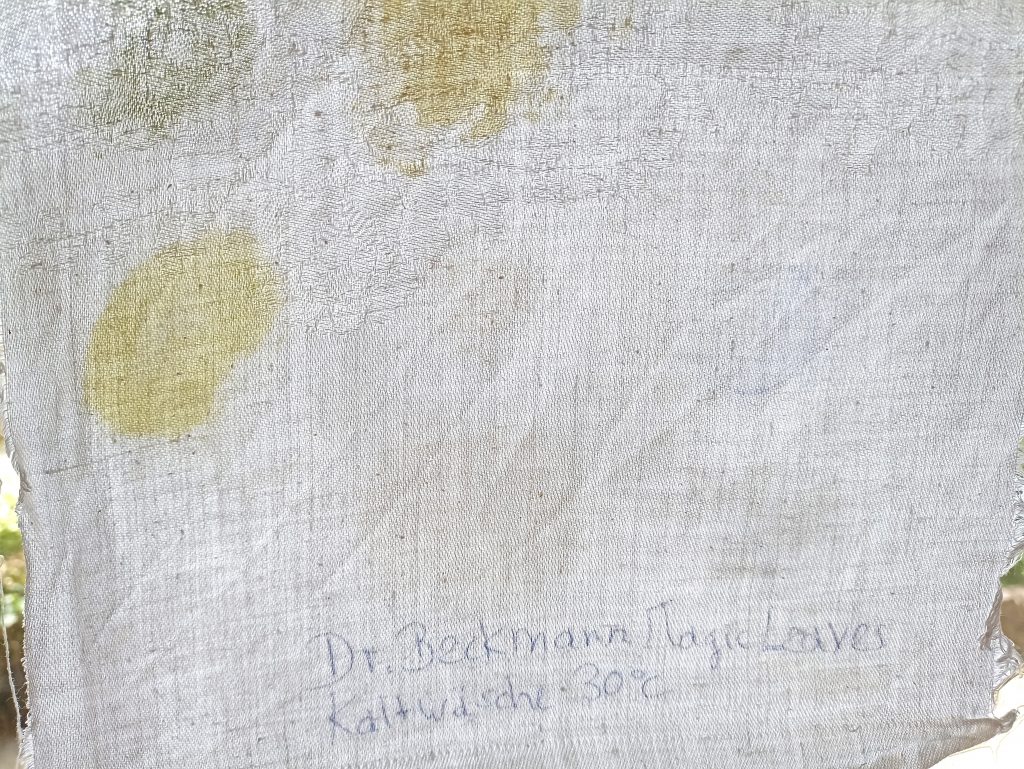 Dr. Beckmann Magic Leaves
Kaltwäsche 30°C